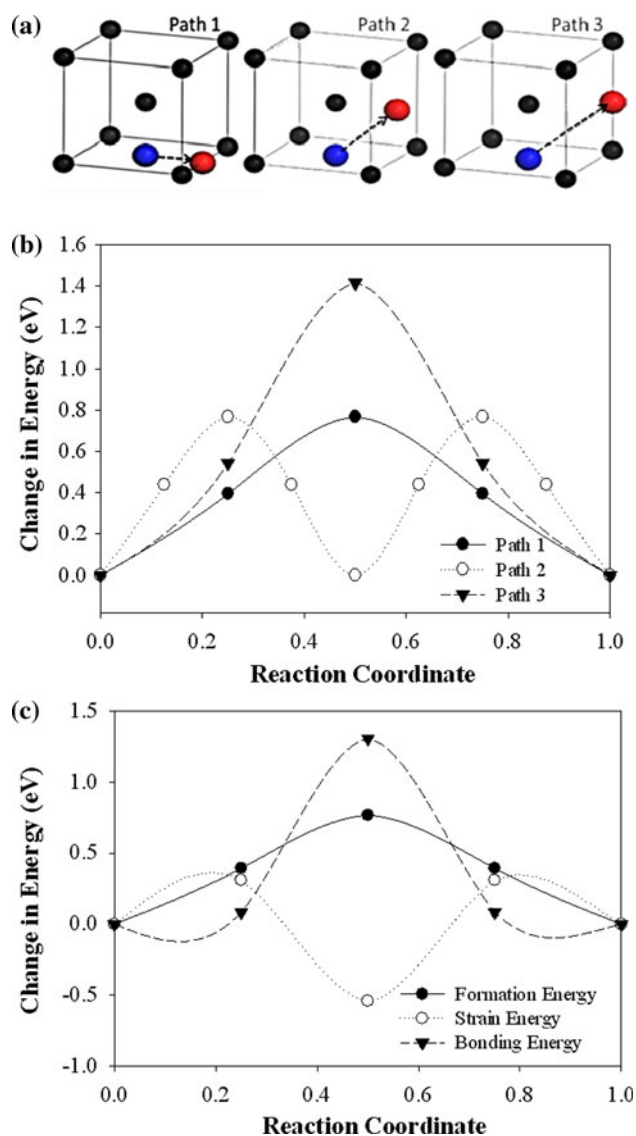 (a)
Path 1
Path 2
Path 3
(b)
Change in Energy (eV)
1.6
1.4
1.2
1.0
0.8
0.6
0.4
0.2
0.0
Path 1
Path 2
Path 3
0.0 0.2 0.4 0.6 0.8 1.0
Reaction Coordinate
(c)
Change in Energy (eV)
1.5
1.0
0.5
0.0
-0.5
-1.0
Formation Energy
Strain Energy
Bonding Energy
0.0 0.2 0.4 0.6 0.8 1.0
Reaction Coordinate